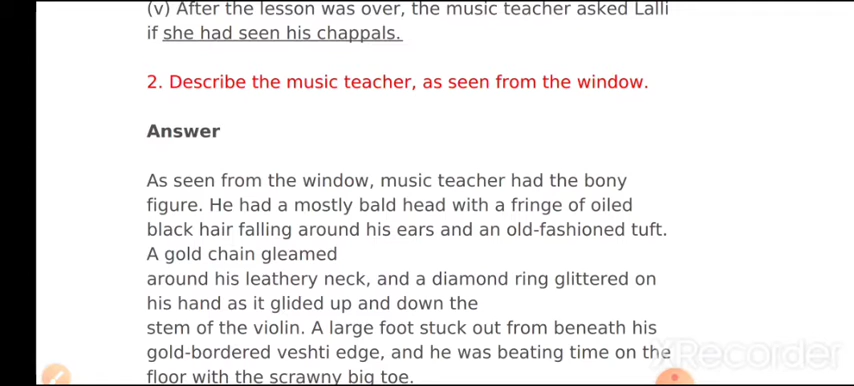 (v) After the lesson was over, the music teacher asked Lalli
if she had seen his chappals.
2. Describe the music teacher, as seen from the window.
Answer
As seen from the window, music teacher had the bony
figure. He had a mostly bald head with a fringe of oiled
black hair falling around his ears and an old-fashioned tuft.
A gold chain gleamed
around his leathery neck, and a diamond ring glittered on
his hand as it glided up and down the
stem of the violin. A large foot stuck out from beneath his
gold-bordered veshti edge, and he was beating time on the
floor with the scrawny big toe.
XRecorder